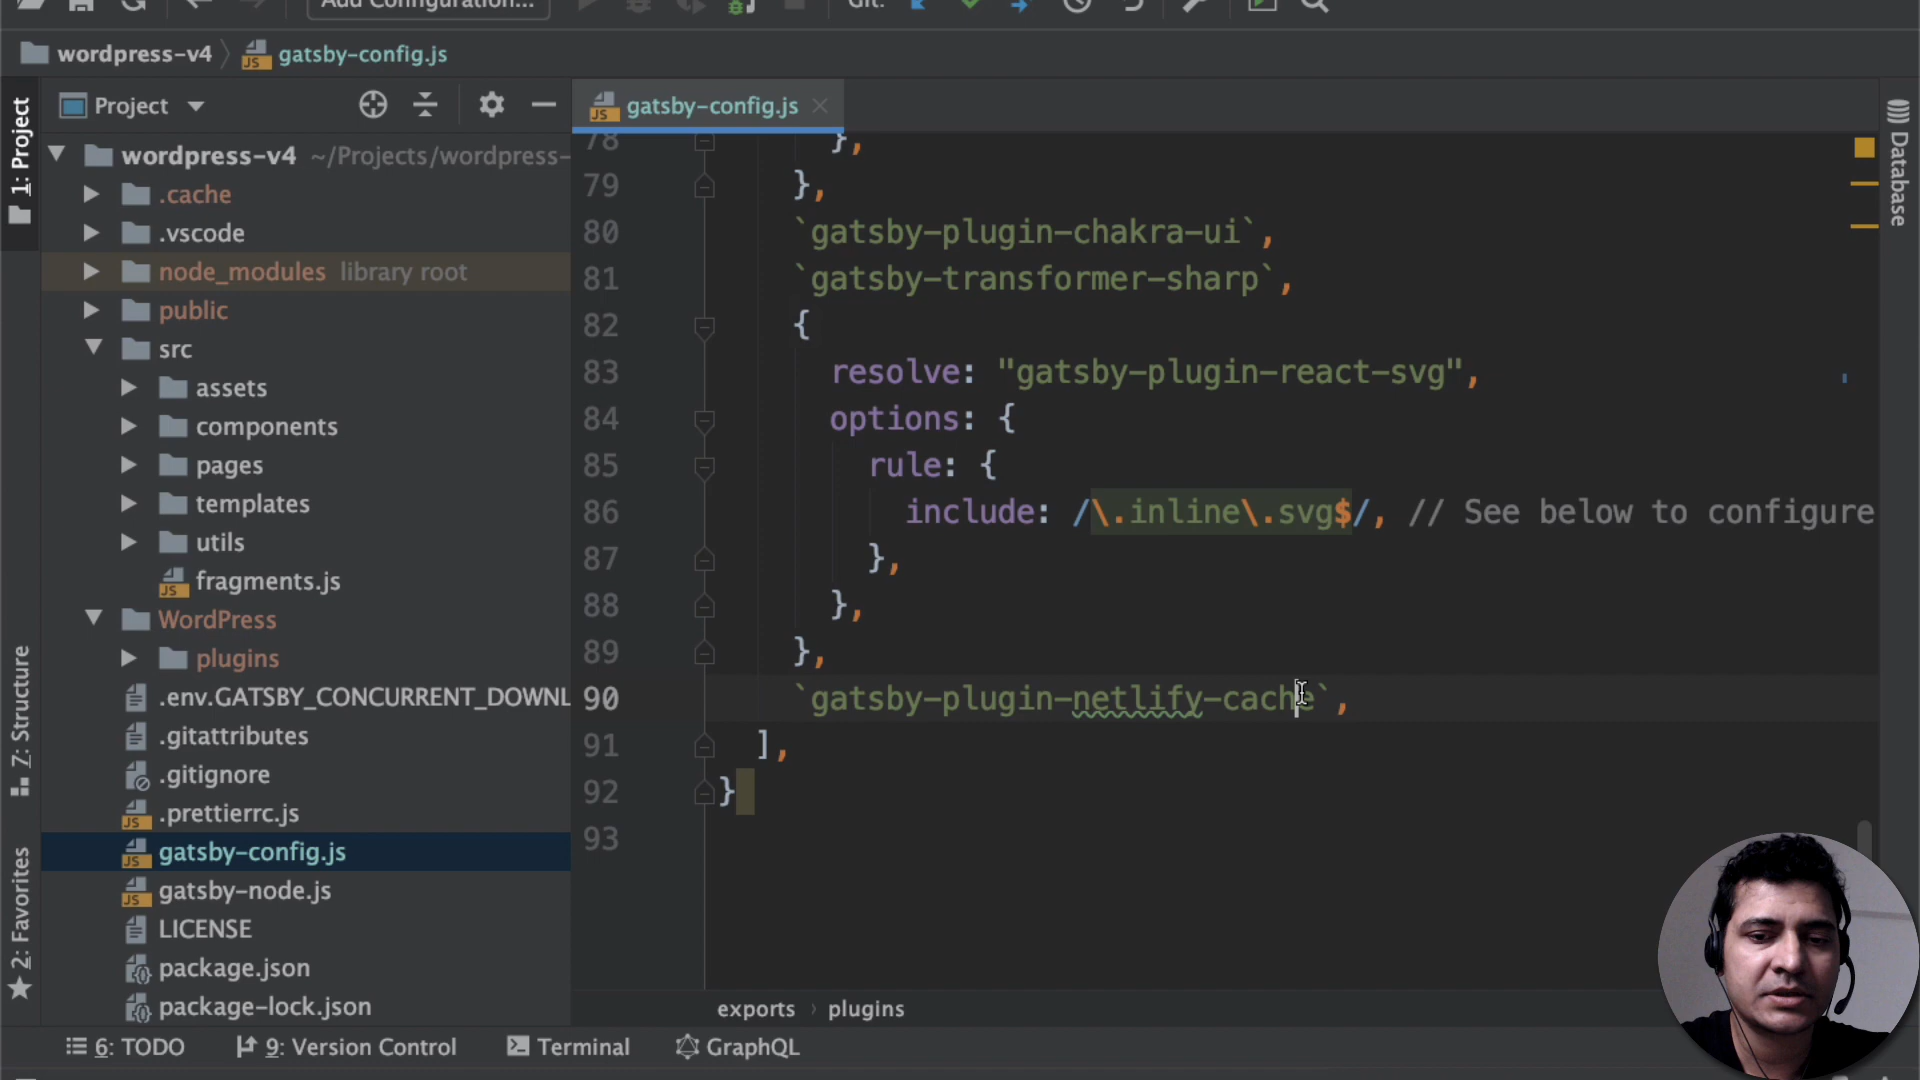 Add Configuration... Git:
wordpress-v4 gatsby-config.js
1: Project
Project
gatsby-config.js
Database
wordpress-v4 ~/Projects/wordpress-
.cache
.vscode
node_modules library root
public
src
assets
components
pages
templates
utils
fragments.js
WordPress
plugins
.env.GATSBY_CONCURRENT_DOWNL
.gitattributes
.gitignore
.prettierrc.js
gatsby-config.js
gatsby-node.js
LICENSE
package.json
package-lock.json
Z: Structure
2: Favorites
78 },
79 },
80 `gatsby-plugin-chakra-ui`,
81 `gatsby-transformer-sharp`,
82 {
83 resolve: "gatsby-plugin-react-svg",
84 options: {
85 rule: {
86 include: /\.inline\.svg$/, // See below to configure
87 },
88 },
89 },
90 `gatsby-plugin-netlify-cache`,
91 ],
92 }
93
exports › plugins
6: TODO 9: Version Control Terminal GraphQL